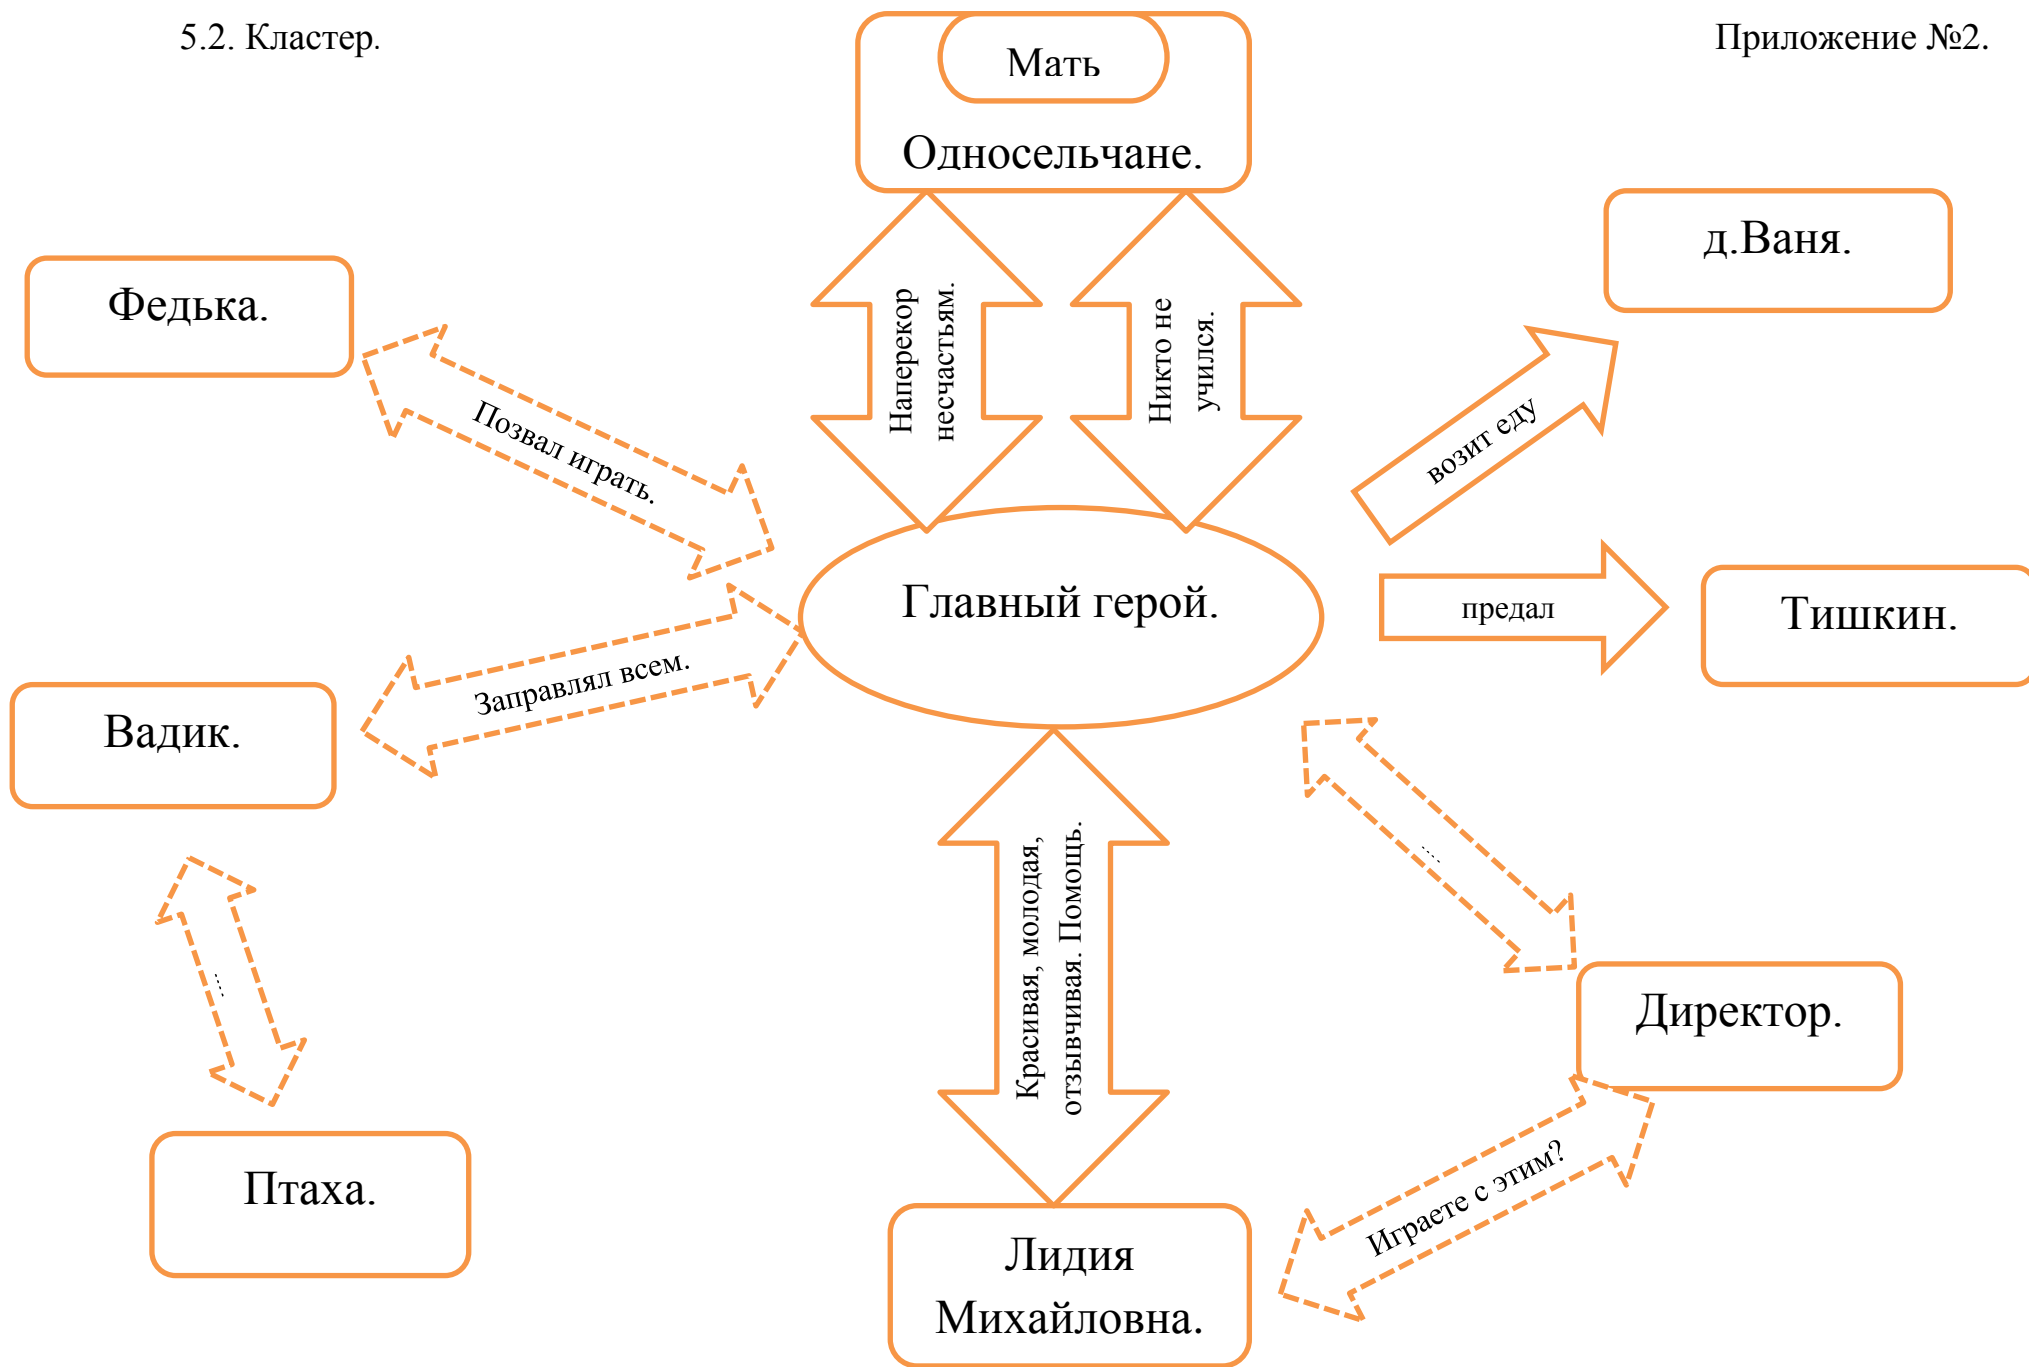 5.2. Кластер.
Приложение №2.
Мать
Односельчане.
д.Ваня.
Федька.
Наперекор
несчастьям.
Никто не
учился.
возит еду
Позвал играть.
Главный герой.
предал
Тишкин.
Заправлял всем.
Вадик.
Красивая, молодая,
отзывчивая. Помощь.
....
....
Директор.
Птаха.
Играете с этим?
Лидия
Михайловна.